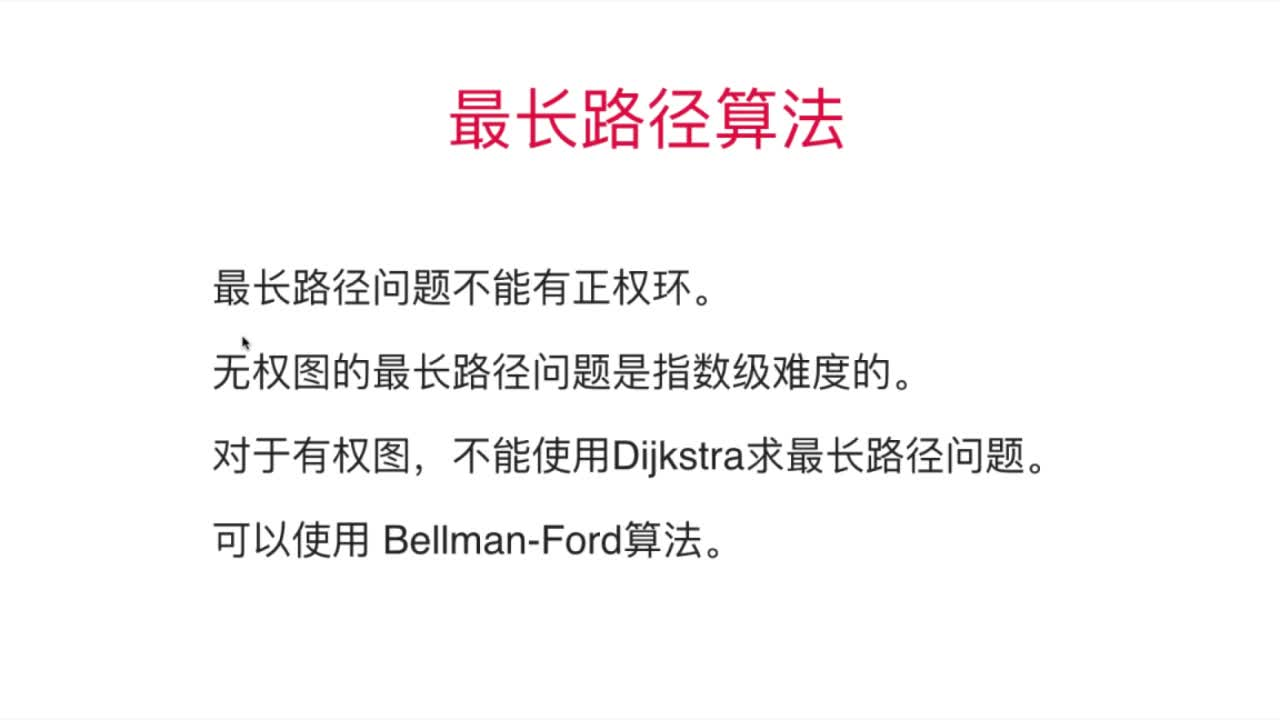 最长路径算法
最长路径问题不能有正权环。
无权图的最长路径问题是指数级难度的。
对于有权图，不能使用Dijkstra求最长路径问题。
可以使用 Bellman-Ford算法。